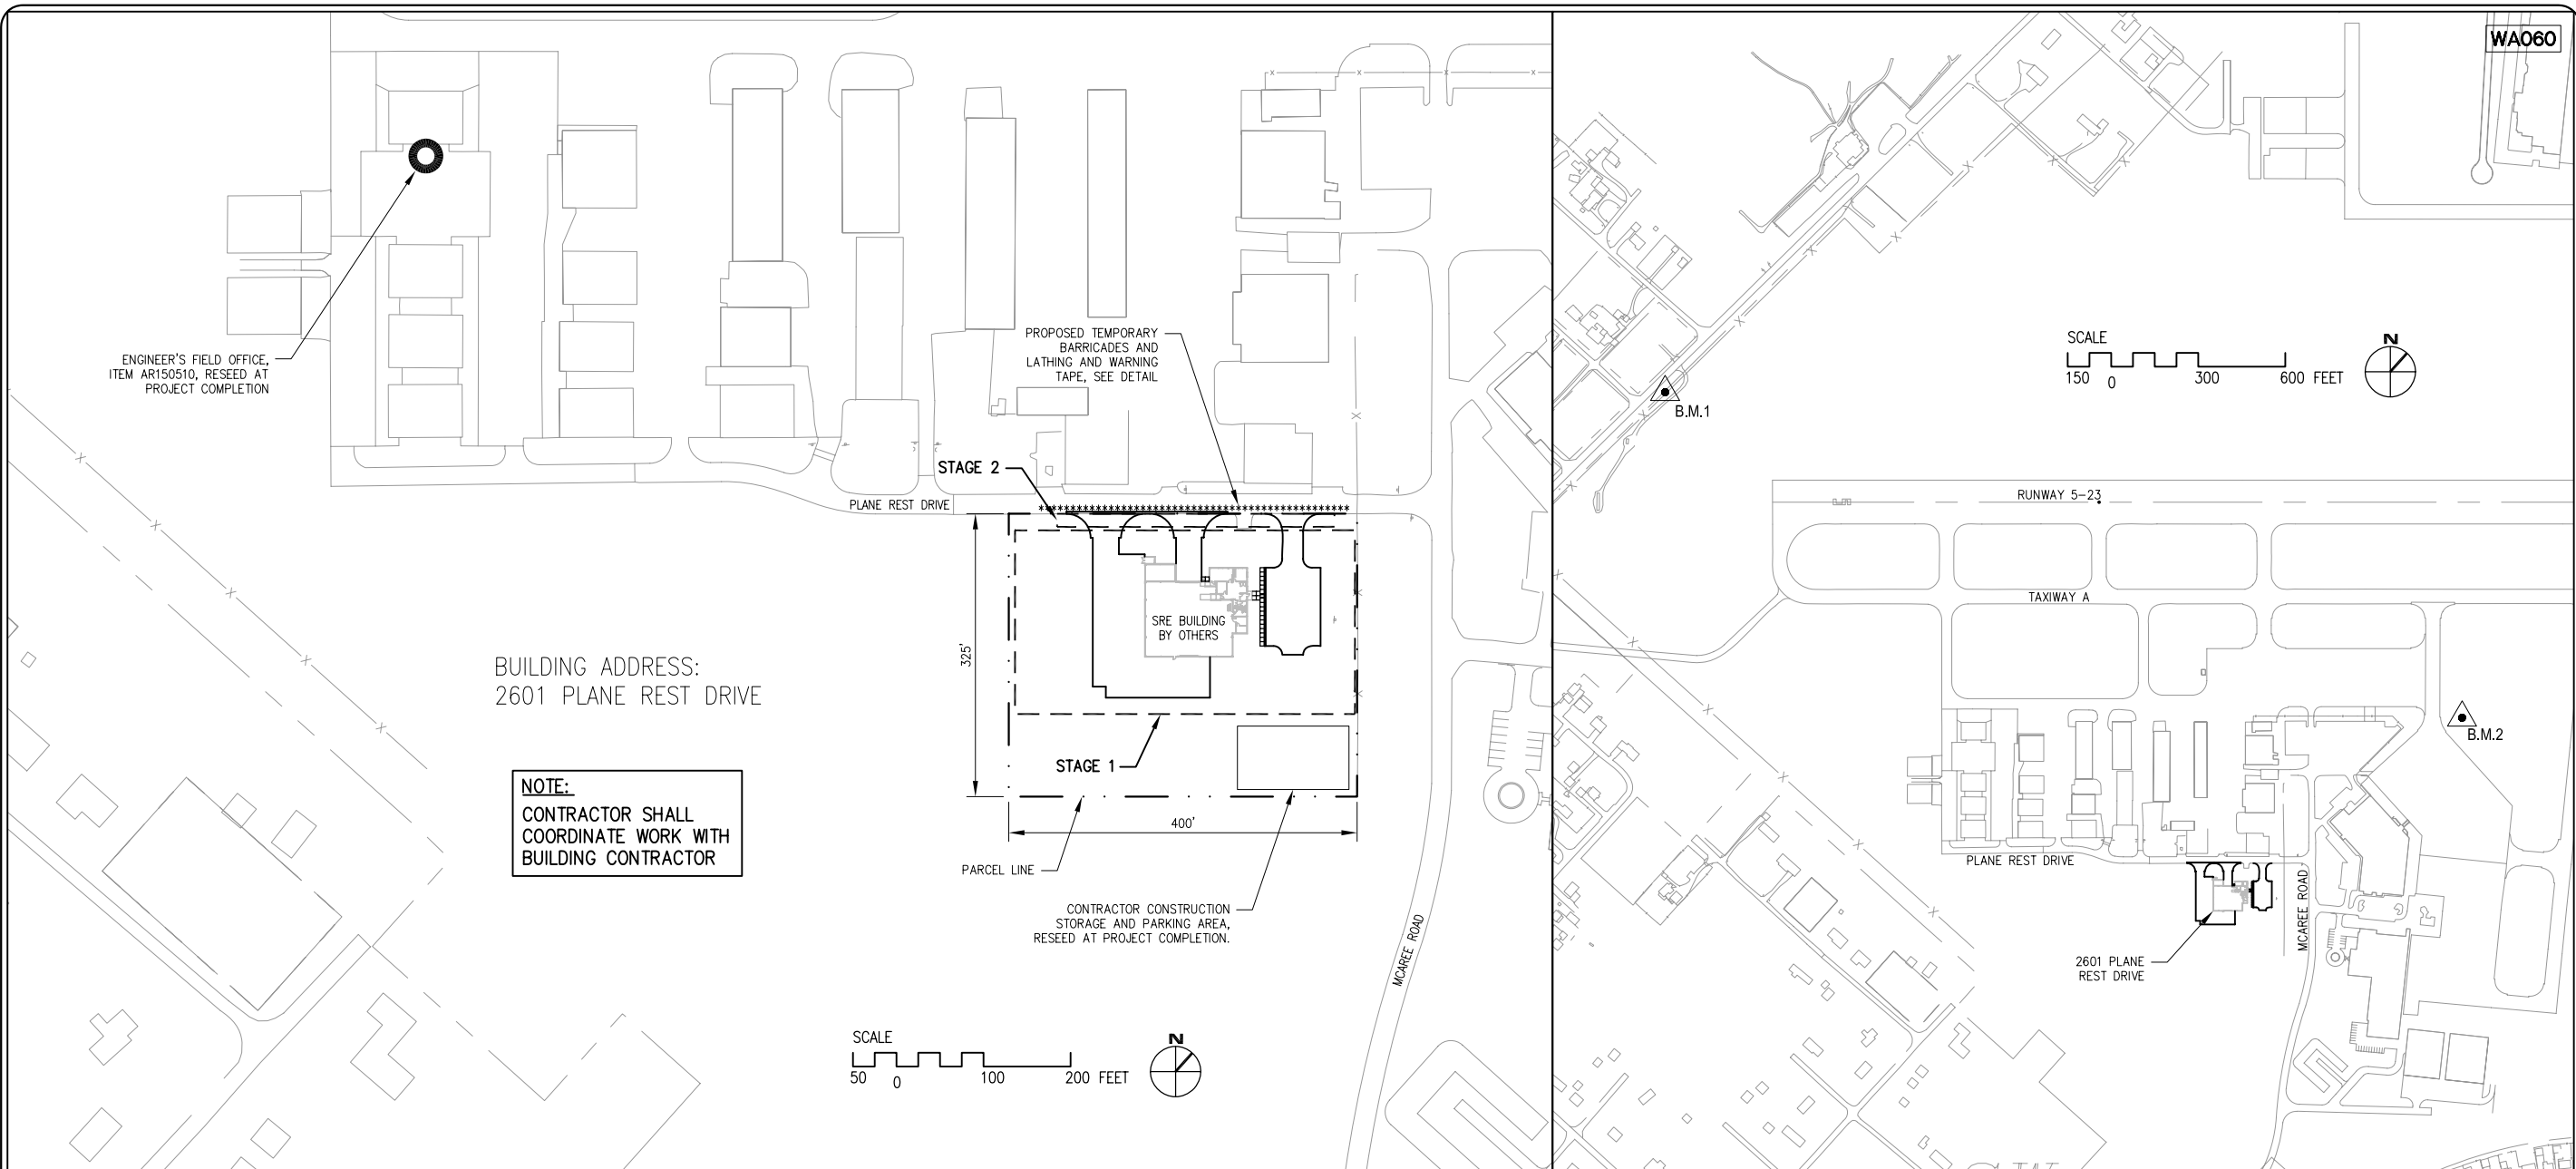 WA060
ENGINEER'S FIELD OFFICE,
ITEM AR150510, RESEED AT
PROJECT COMPLETION
PROPOSED TEMPORARY
BARRICADES AND
LATHING AND WARNING
TAPE, SEE DETAIL
STAGE 2
PLANE REST DRIVE
325'
SRE BUILDING
BY OTHERS
BUILDING ADDRESS:
2601 PLANE REST DRIVE
STAGE 1
NOTE:
CONTRACTOR SHALL
COORDINATE WORK WITH
BUILDING CONTRACTOR
400'
PARCEL LINE
CONTRACTOR CONSTRUCTION
STORAGE AND PARKING AREA,
RESEED AT PROJECT COMPLETION.
MCAREE ROAD
SCALE
50 0 100 200 FEET
N
SCALE
150 0 300 600 FEET
N
B.M.1
RUNWAY 5-23
TAXIWAY A
B.M.2
PLANE REST DRIVE
MCAREE ROAD
2601 PLANE
REST DRIVE